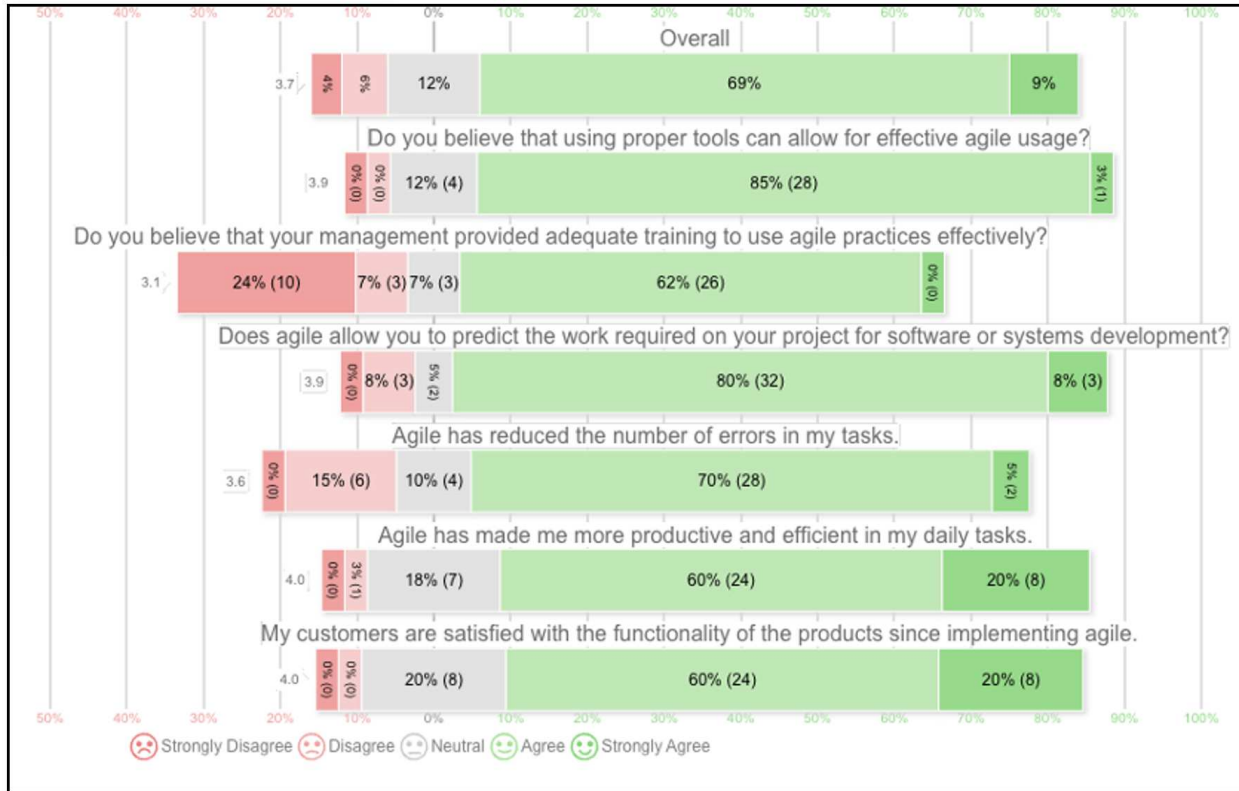 50% 40% 30% 20% 10% 0% 10% 20% 30% 40% 50% 60% 70% 80% 90% 100%
Overall
3.7 4% 6% 12% 69% 9%
Do you believe that using proper tools can allow for effective agile usage?
3.9 0% (0) 0% (0) 12% (4) 85% (28) 3% (1)
Do you believe that your management provided adequate training to use agile practices effectively?
3.1 24% (10) 7% (3) 7% (3) 62% (26) 0% (0)
Does agile allow you to predict the work required on your project for software or systems development?
3.9 0% (0) 8% (3) 5% (2) 80% (32) 8% (3)
Agile has reduced the number of errors in my tasks.
3.6 0% (0) 15% (6) 10% (4) 70% (28) 5% (2)
Agile has made me more productive and efficient in my daily tasks.
4.0 0% (0) 3% (1) 18% (7) 60% (24) 20% (8)
My customers are satisfied with the functionality of the products since implementing agile.
4.0 0% (0) 0% (0) 20% (8) 60% (24) 20% (8)
50% 40% 30% 20% 10% 0% 10% 20% 30% 40% 50% 60% 70% 80% 90% 100%
Strongly Disagree Disagree Neutral Agree Strongly Agree